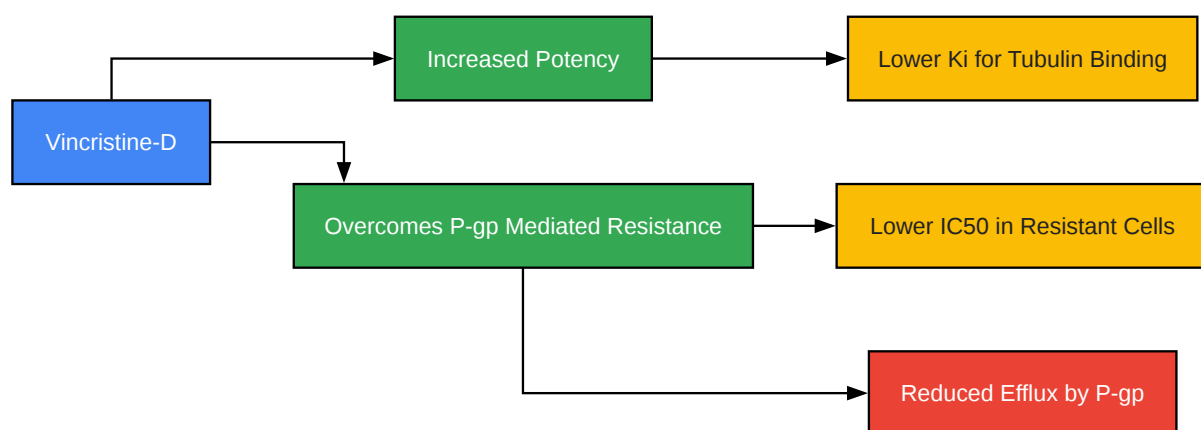 Increased Potency
Lower Ki for Tubulin Binding
Vincristine-D
Overcomes P-gp Mediated Resistance
Lower IC50 in Resistant Cells
Reduced Efflux by P-gp